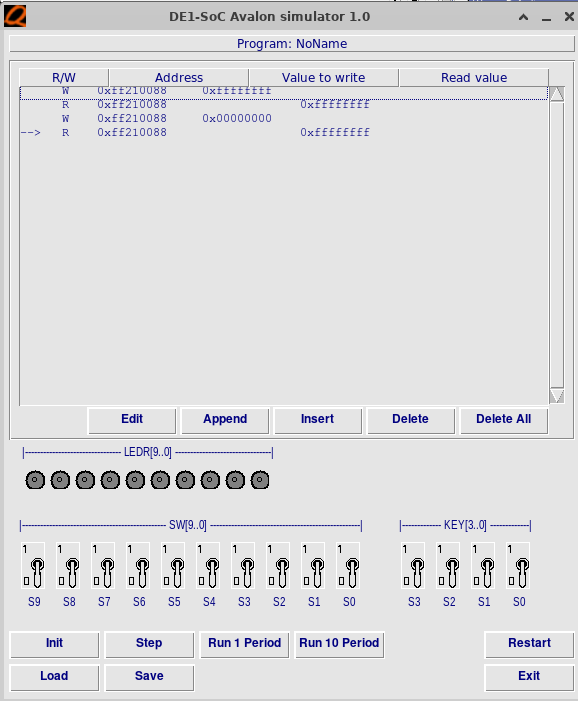 DE1-SoC Avalon simulator 1.0
Program: NoName
R/W Address Value to write Read value
W 0xff210088 0xffffffff
R 0xff210088 0xffffffff
W 0xff210088 0x00000000
--> R 0xff210088 0xffffffff
Edit Append Insert Delete Delete All
|------------------------------ LEDR[9..0] ------------------------------|
|--------------------------------------------- SW[9..0] ---------------------------------------------| |------------ KEY[3..0] ------------|
1 1 1 1 1 1 1 1 1 1 1 1 1 1
0 0 0 0 0 0 0 0 0 0 0 0 0 0
S9 S8 S7 S6 S5 S4 S3 S2 S1 S0 S3 S2 S1 S0
Init Step Run 1 Period Run 10 Period Restart
Load Save Exit